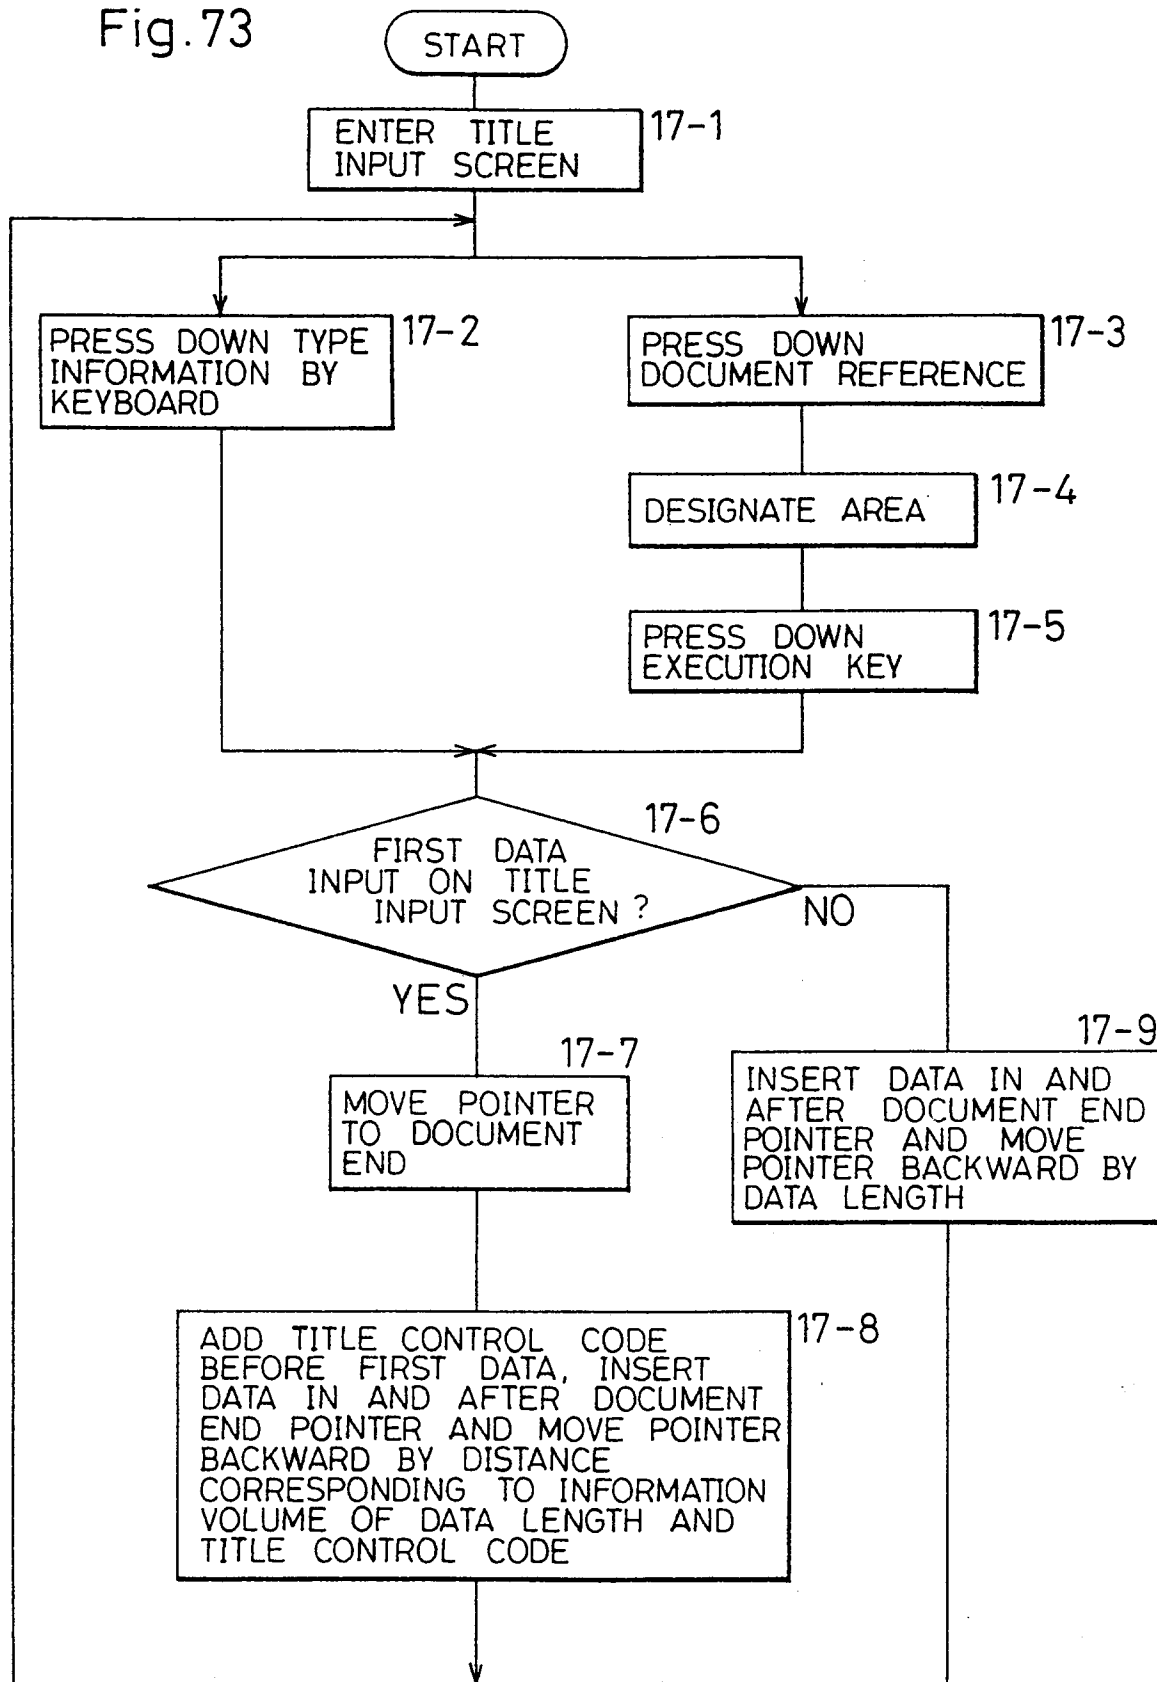 Fig.73
START
17-1
ENTER TITLE
INPUT SCREEN
17-2
PRESS DOWN TYPE
INFORMATION BY
KEYBOARD
17-3
PRESS DOWN
DOCUMENT REFERENCE
17-4
DESIGNATE AREA
17-5
PRESS DOWN
EXECUTION KEY
17-6
FIRST DATA
INPUT ON TITLE
INPUT SCREEN ?
NO
YES
17-7
MOVE POINTER
TO DOCUMENT
END
17-9
INSERT DATA IN AND
AFTER DOCUMENT END
POINTER AND MOVE
POINTER BACKWARD BY
DATA LENGTH
17-8
ADD TITLE CONTROL CODE
BEFORE FIRST DATA, INSERT
DATA IN AND AFTER DOCUMENT
END POINTER AND MOVE POINTER
BACKWARD BY DISTANCE
CORRESPONDING TO INFORMATION
VOLUME OF DATA LENGTH AND
TITLE CONTROL CODE